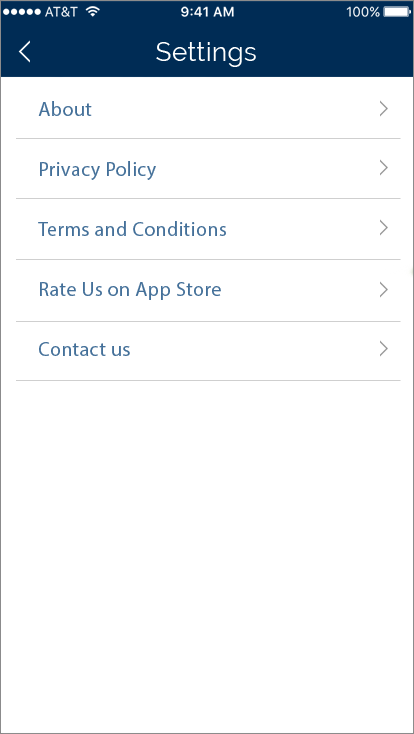 AT&T 9:41 AM 100%
Settings
About
Privacy Policy
Terms and Conditions
Rate Us on App Store
Contact us